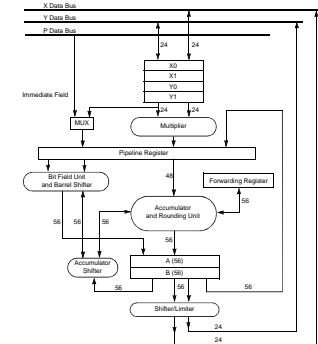 X Data Bus
Y Data Bus
P Data Bus
24
24
X0
X1
Y0
Y1
Immediate Field
24
24
MUX
Multiplier
Pipeline Register
48
Bit Field Unit
and Barrel Shifter
Forwarding Register
56
Accumulator
and Rounding Unit
56
56
56
56
A (56)
B (56)
Accumulator
Shifter
56
56
56
56
Shifter/Limiter
24
24